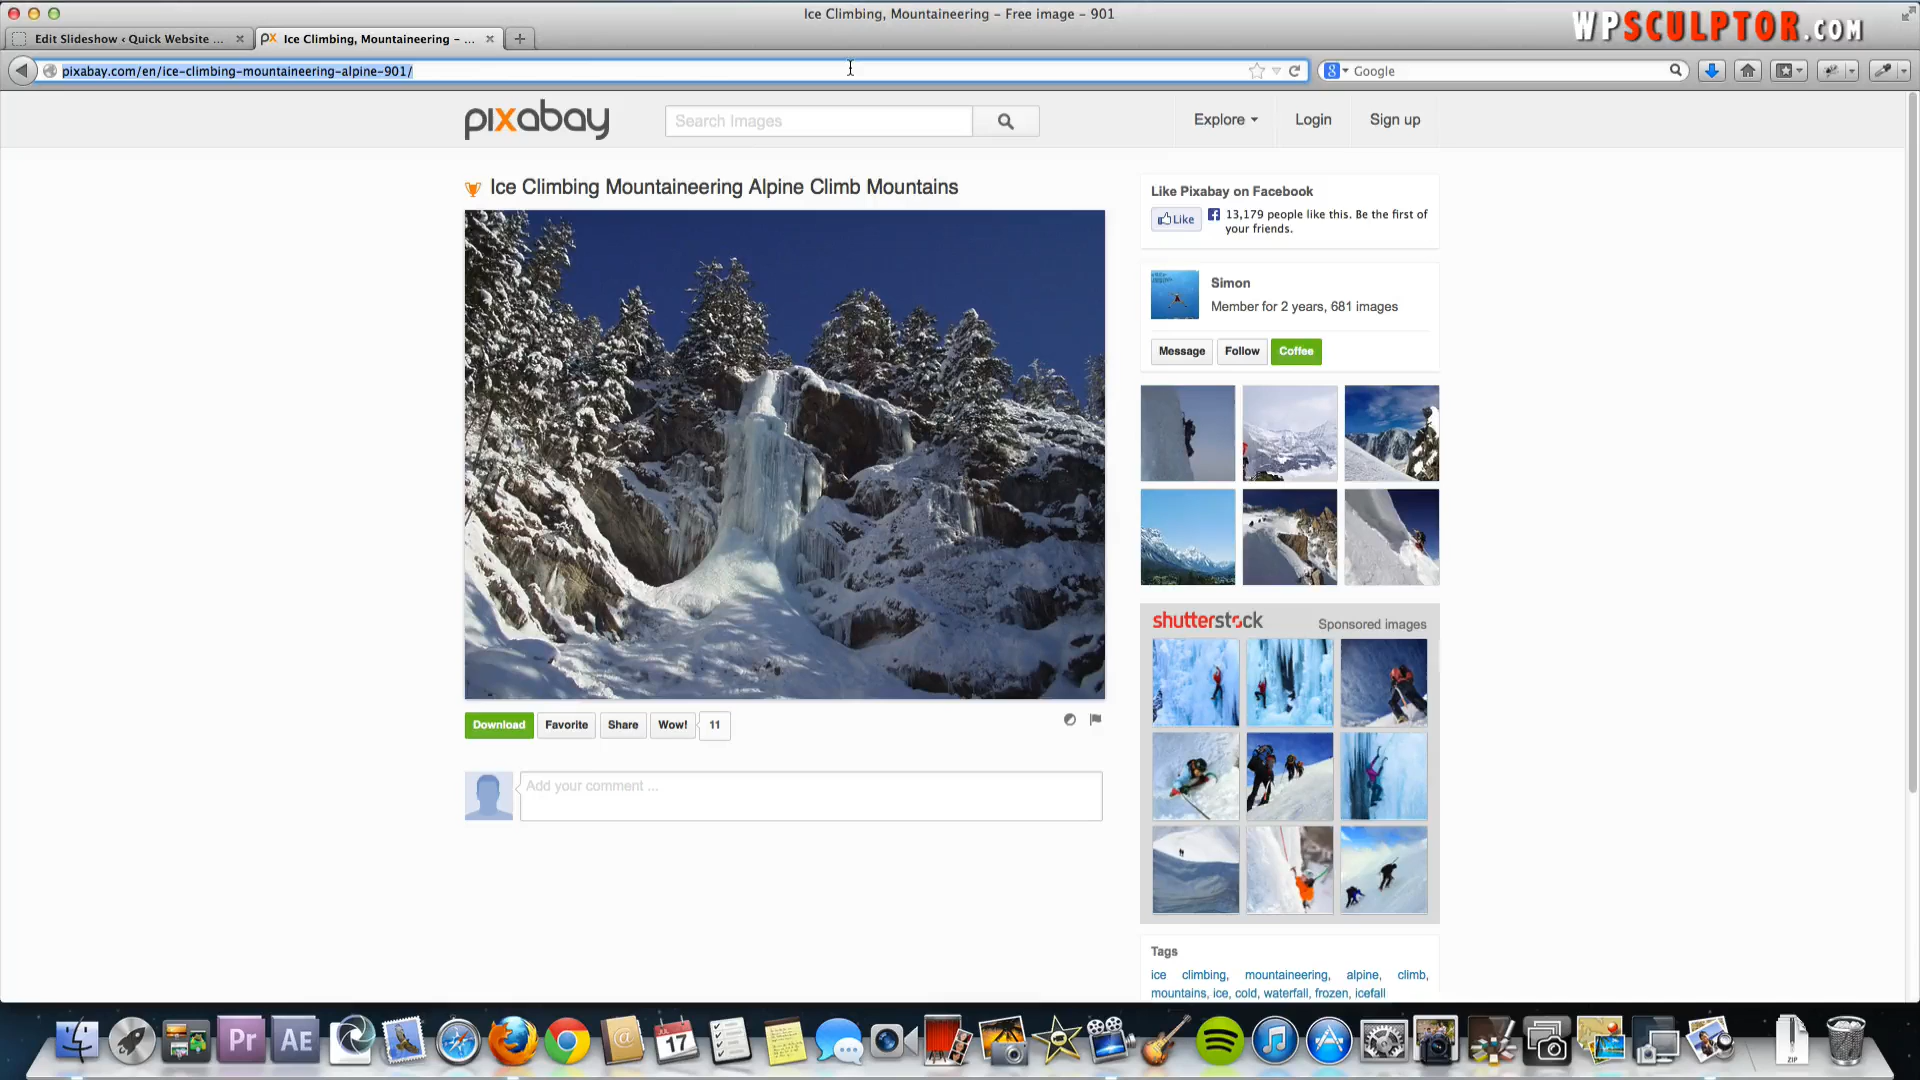 Ice Climbing, Mountaineering – Free image – 901
WPSCULPTOR.COM
Edit Slideshow ‹ Quick Website ...
px Ice Climbing, Mountaineering – ...
pixabay.com/en/ice-climbing-mountaineering-alpine-901/
Google
pixabay
Search Images
Explore
Login
Sign up
Ice Climbing Mountaineering Alpine Climb Mountains
Like Pixabay on Facebook
Like
13,179 people like this. Be the first of
your friends.
Simon
Member for 2 years, 681 images
Message
Follow
Coffee
shutterstock
Sponsored images
Download
Favorite
Share
Wow!
11
Add your comment ...
Tags
ice climbing, mountaineering, alpine, climb,
mountains, ice, cold, waterfall, frozen, icefall
Pr
AE
JUL
17
ZIP